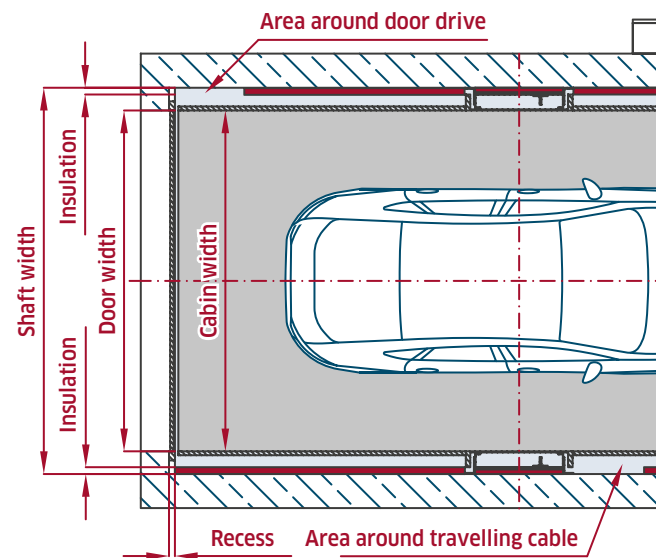 Area around door drive
Insulation
Shaft width
Door width
Cabin width
Insulation
Recess
Area around travelling cable